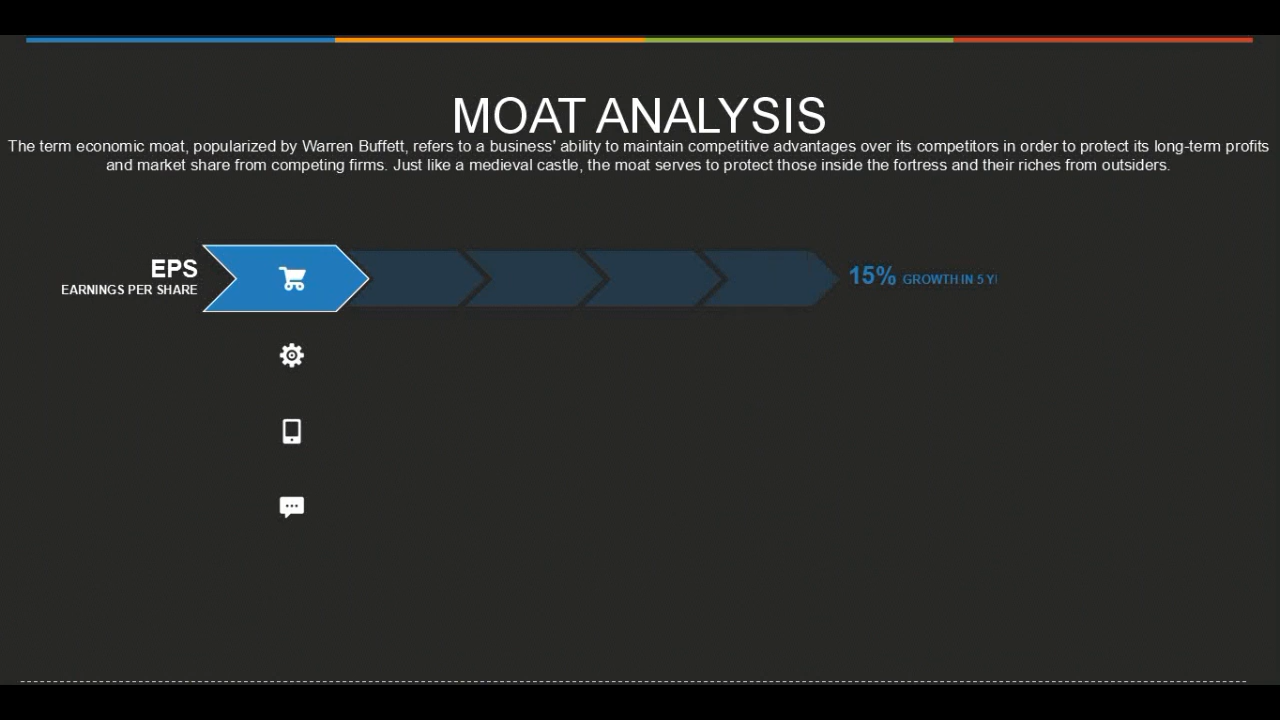 MOAT ANALYSIS
The term economic moat, popularized by Warren Buffett, refers to a business' ability to maintain competitive advantages over its competitors in order to protect its long-term profits
and market share from competing firms. Just like a medieval castle, the moat serves to protect those inside the fortress and their riches from outsiders.
EPS
EARNINGS PER SHARE
15% GROWTH IN 5